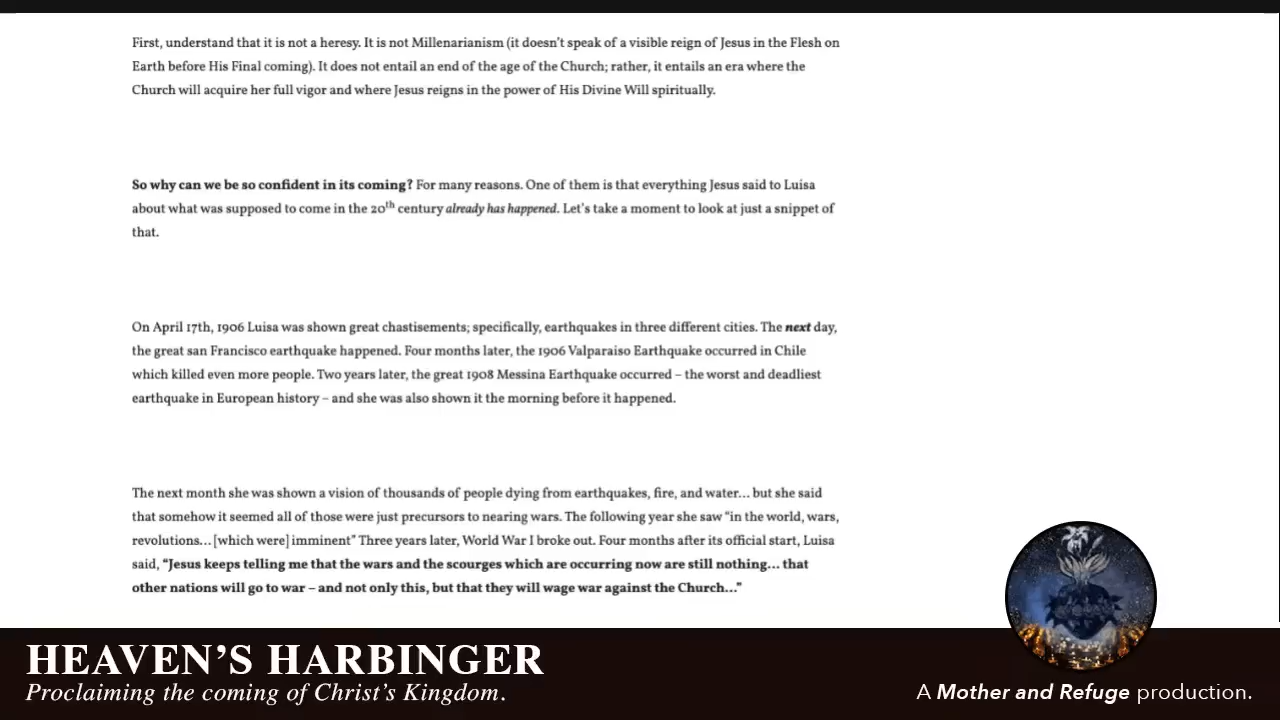 First, understand that it is not a heresy. It is not Millenarianism (it doesn't speak of a visible reign of Jesus in the Flesh on
Earth before His Final coming). It does not entail an end of the age of the Church; rather, it entails an era where the
Church will acquire her full vigor and where Jesus reigns in the power of His Divine Will spiritually.
So why can we be so confident in its coming? For many reasons. One of them is that everything Jesus said to Luisa
about what was supposed to come in the 20th century already has happened. Let's take a moment to look at just a snippet of
that.
On April 17th, 1906 Luisa was shown great chastisements; specifically, earthquakes in three different cities. The next day,
the great san Francisco earthquake happened. Four months later, the 1906 Valparaiso Earthquake occurred in Chile
which killed even more people. Two years later, the great 1908 Messina Earthquake occurred – the worst and deadliest
earthquake in European history – and she was also shown it the morning before it happened.
The next month she was shown a vision of thousands of people dying from earthquakes, fire, and water… but she said
that somehow it seemed all of those were just precursors to nearing wars. The following year she saw "in the world, wars,
revolutions… [which were] imminent" Three years later, World War I broke out. Four months after its official start, Luisa
said, "Jesus keeps telling me that the wars and the scourges which are occurring now are still nothing… that
other nations will go to war – and not only this, but that they will wage war against the Church…"
HEAVEN'S HARBINGER
Proclaiming the coming of Christ's Kingdom.
A Mother and Refuge production.